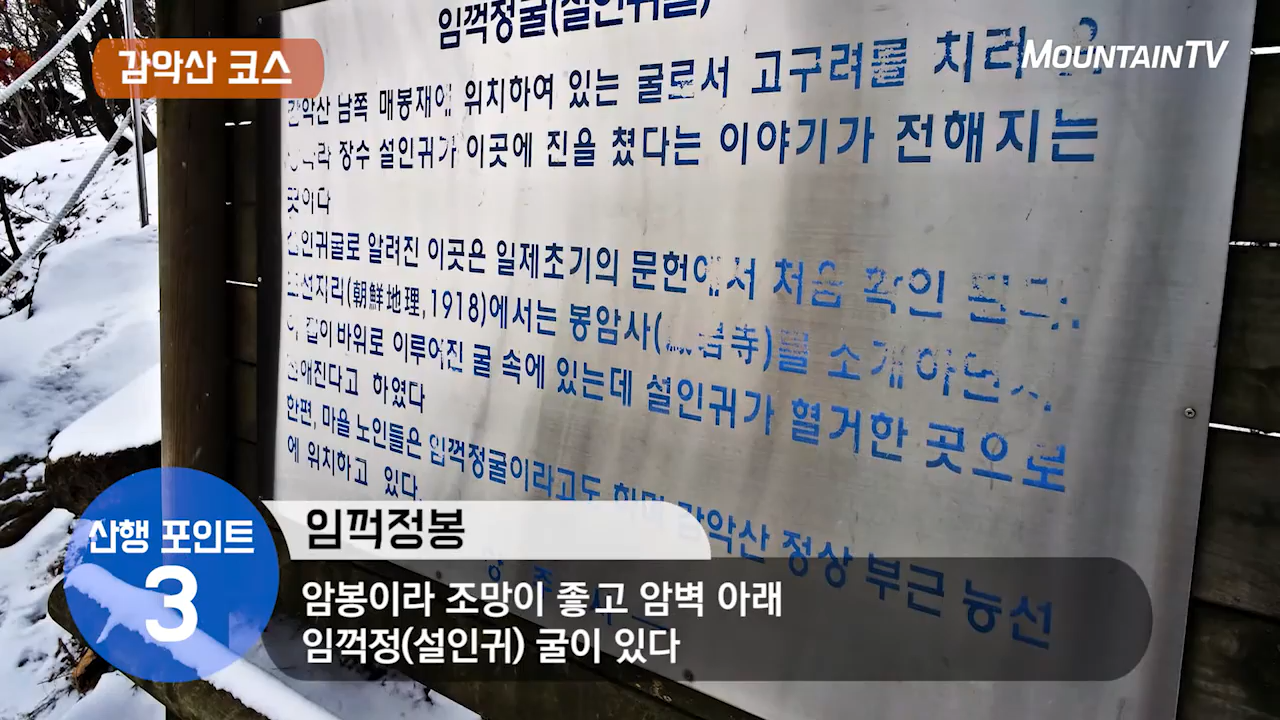 감악산 코스
MOUNTAINTV
임꺽정굴(설인귀굴)
감악산 남쪽 매봉재에 위치하여 있는 굴로서 고구려를 치러
장수 설인귀가 이곳에 진을 쳤다는 이야기가 전해지는
곳이다
설인귀굴로 알려진 이곳은 일제초기의 문헌에서 처음 확인 된다.
조선지리(朝鮮地理,1918)에서는 봉암사( 岩寺)를 소개하면서
이 절이 바위로 이루어진 굴 속에 있는데 설인귀가 혈거한 곳으로
전해진다고 하였다
한편, 마을 노인들은 임꺽정굴이라고도 하며 감악산 정상 부근 능선
에 위치하고 있다.
산행 포인트
3
임꺽정봉
암봉이라 조망이 좋고 암벽 아래
임꺽정(설인귀) 굴이 있다